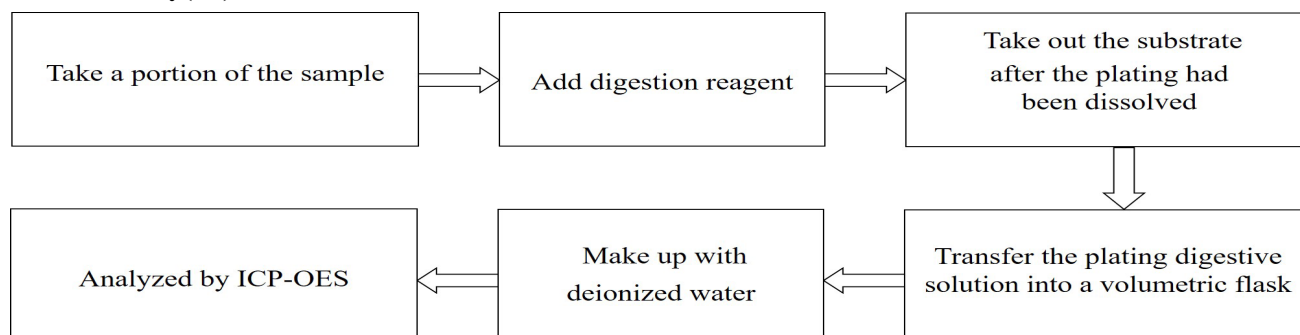 Take a portion of the sample
Add digestion reagent
Take out the substrate
after the plating had
been dissolved
Transfer the plating digestive
solution into a volumetric flask
Make up with
deionized water
Analyzed by ICP-OES